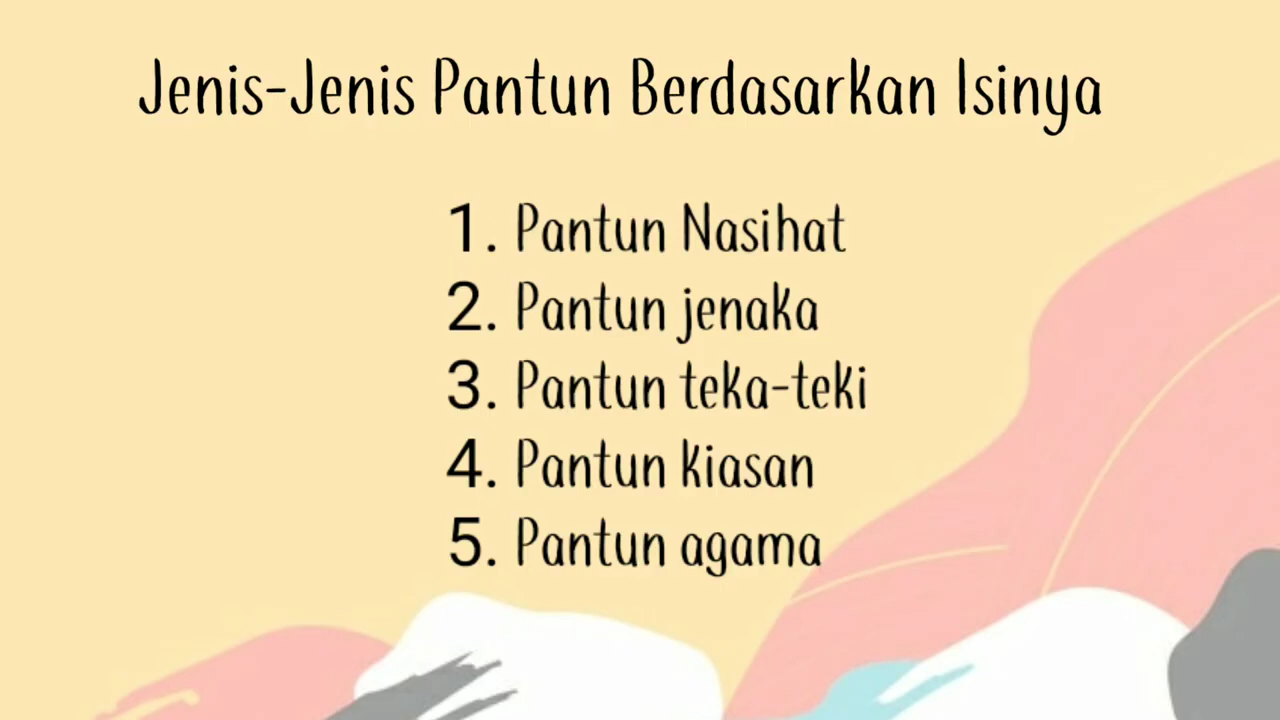 Jenis-Jenis Pantun Berdasarkan Isinya
1. Pantun Nasihat
2. Pantun jenaka
3. Pantun teka-teki
4. Pantun kiasan
5. Pantun agama